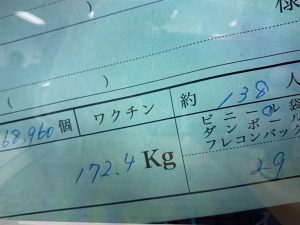 様
( )
(
68,960 個 ワクチン 約 138 人
172.4 Kg
ビニール袋
ダンボール
フレコンバック
29